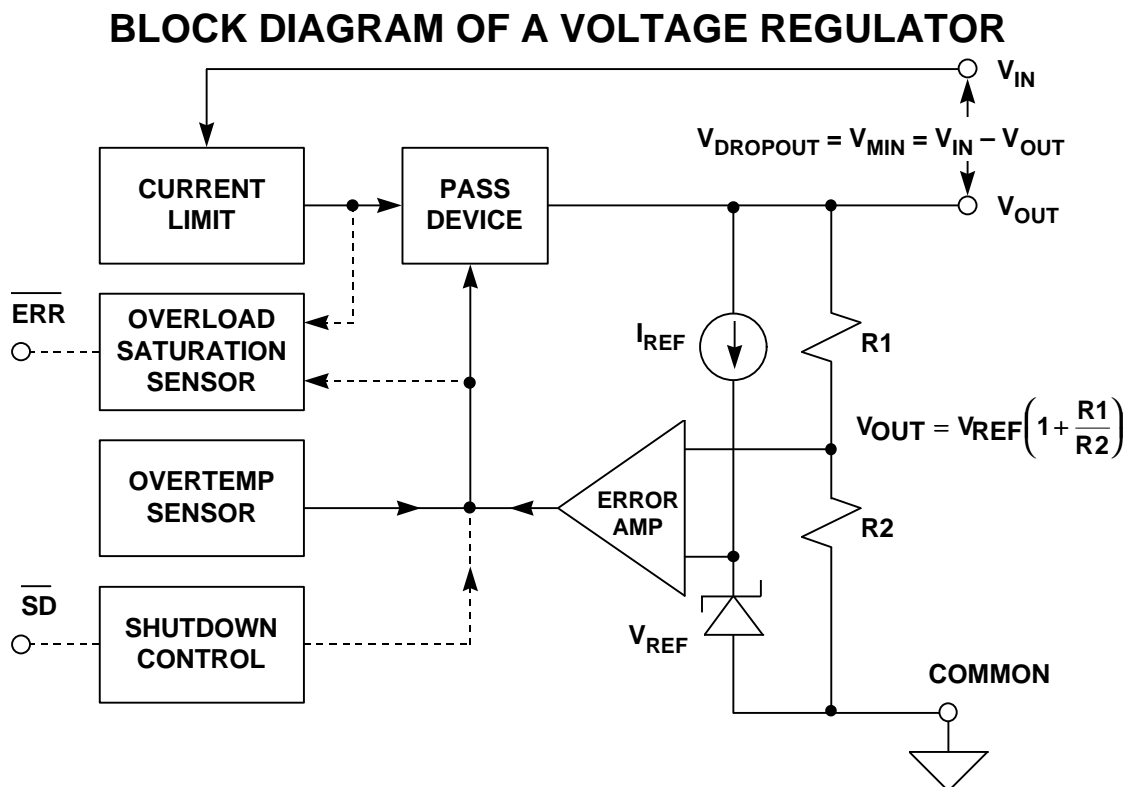 BLOCK DIAGRAM OF A VOLTAGE REGULATOR
V_IN
V_DROPOUT = V_MIN = V_IN – V_OUT
V_OUT
CURRENT
LIMIT
PASS
DEVICE
ERR
OVERLOAD
SATURATION
SENSOR
I_REF
R1
V_OUT = V_REF(1 + R1/R2)
OVERTEMP
SENSOR
ERROR
AMP
R2
SD
SHUTDOWN
CONTROL
V_REF
COMMON